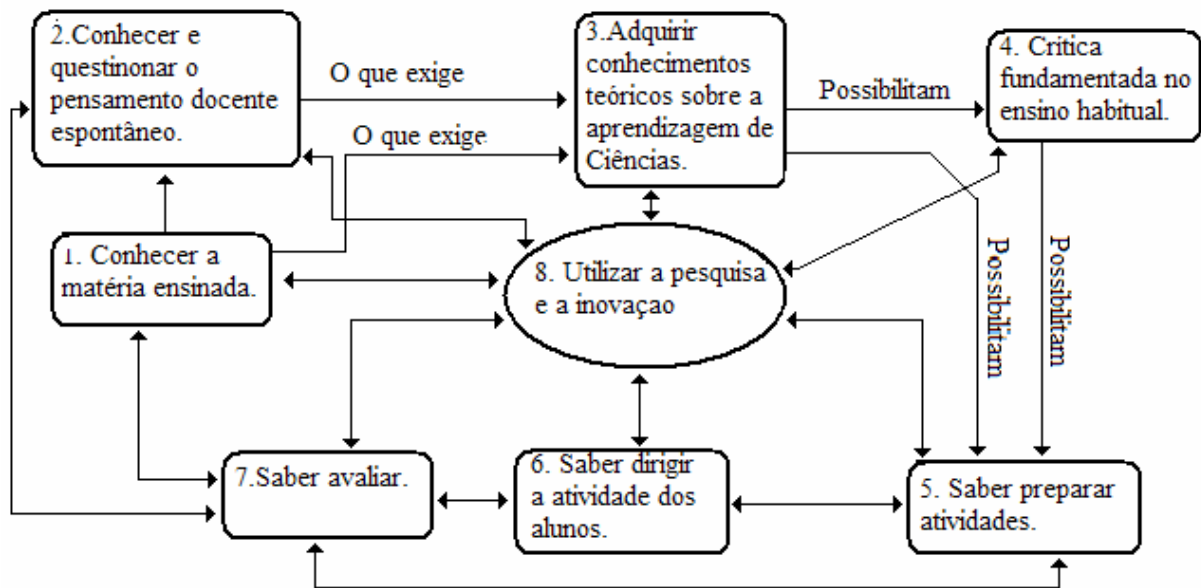 2.Conhecer e
questinonar o
pensamento docente
espontâneo.
O que exige
O que exige
3.Adquirir
conhecimentos
teóricos sobre a
aprendizagem de
Ciências.
Possibilitam
4. Crítica
fundamentada no
ensino habitual.
1. Conhecer a
matéria ensinada.
8. Utilizar a pesquisa
e a inovaçao
Possibilitam
Possibilitam
7.Saber avaliar.
6. Saber dirigir
a atividade dos
alunos.
5. Saber preparar
atividades.